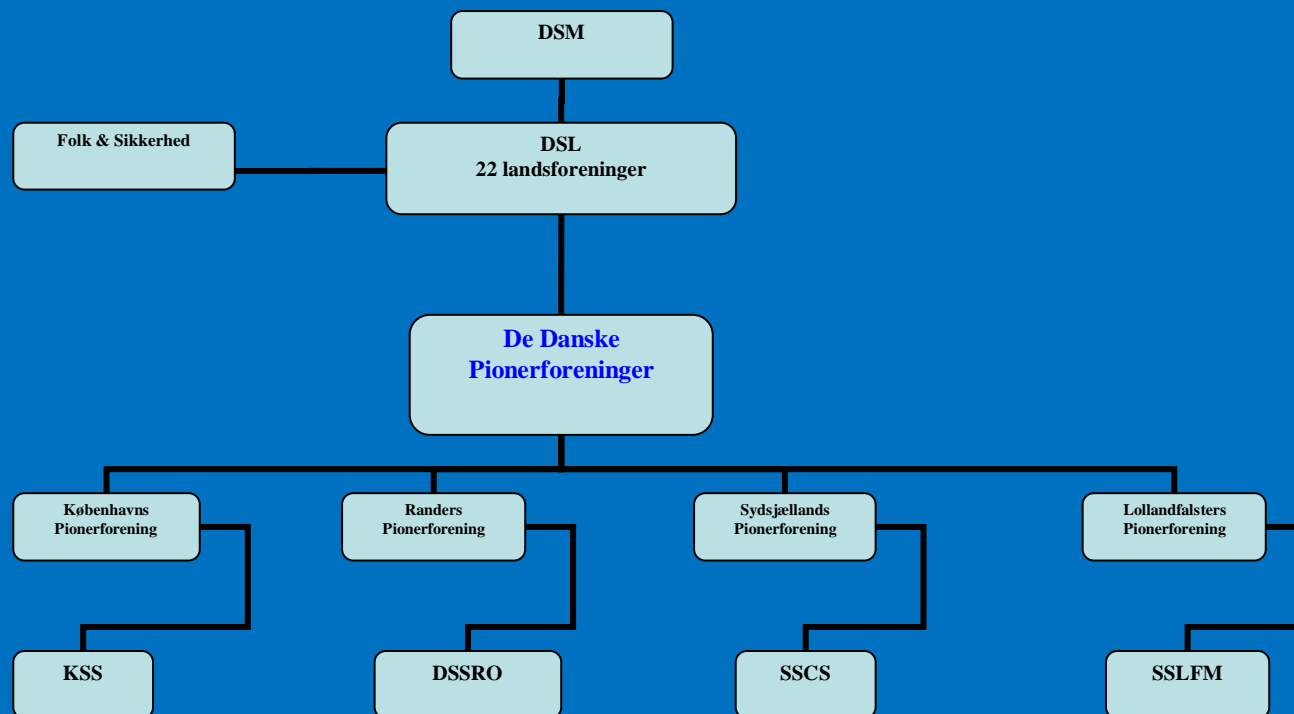 DSM
Folk & Sikkerhed
DSL
22 landsforeninger
De Danske
Pionerforeninger
Københavns
Pionerforening
Randers
Pionerforening
Sydsjællands
Pionerforening
Lollandfalsters
Pionerforening
KSS
DSSRO
SSCS
SSLFM